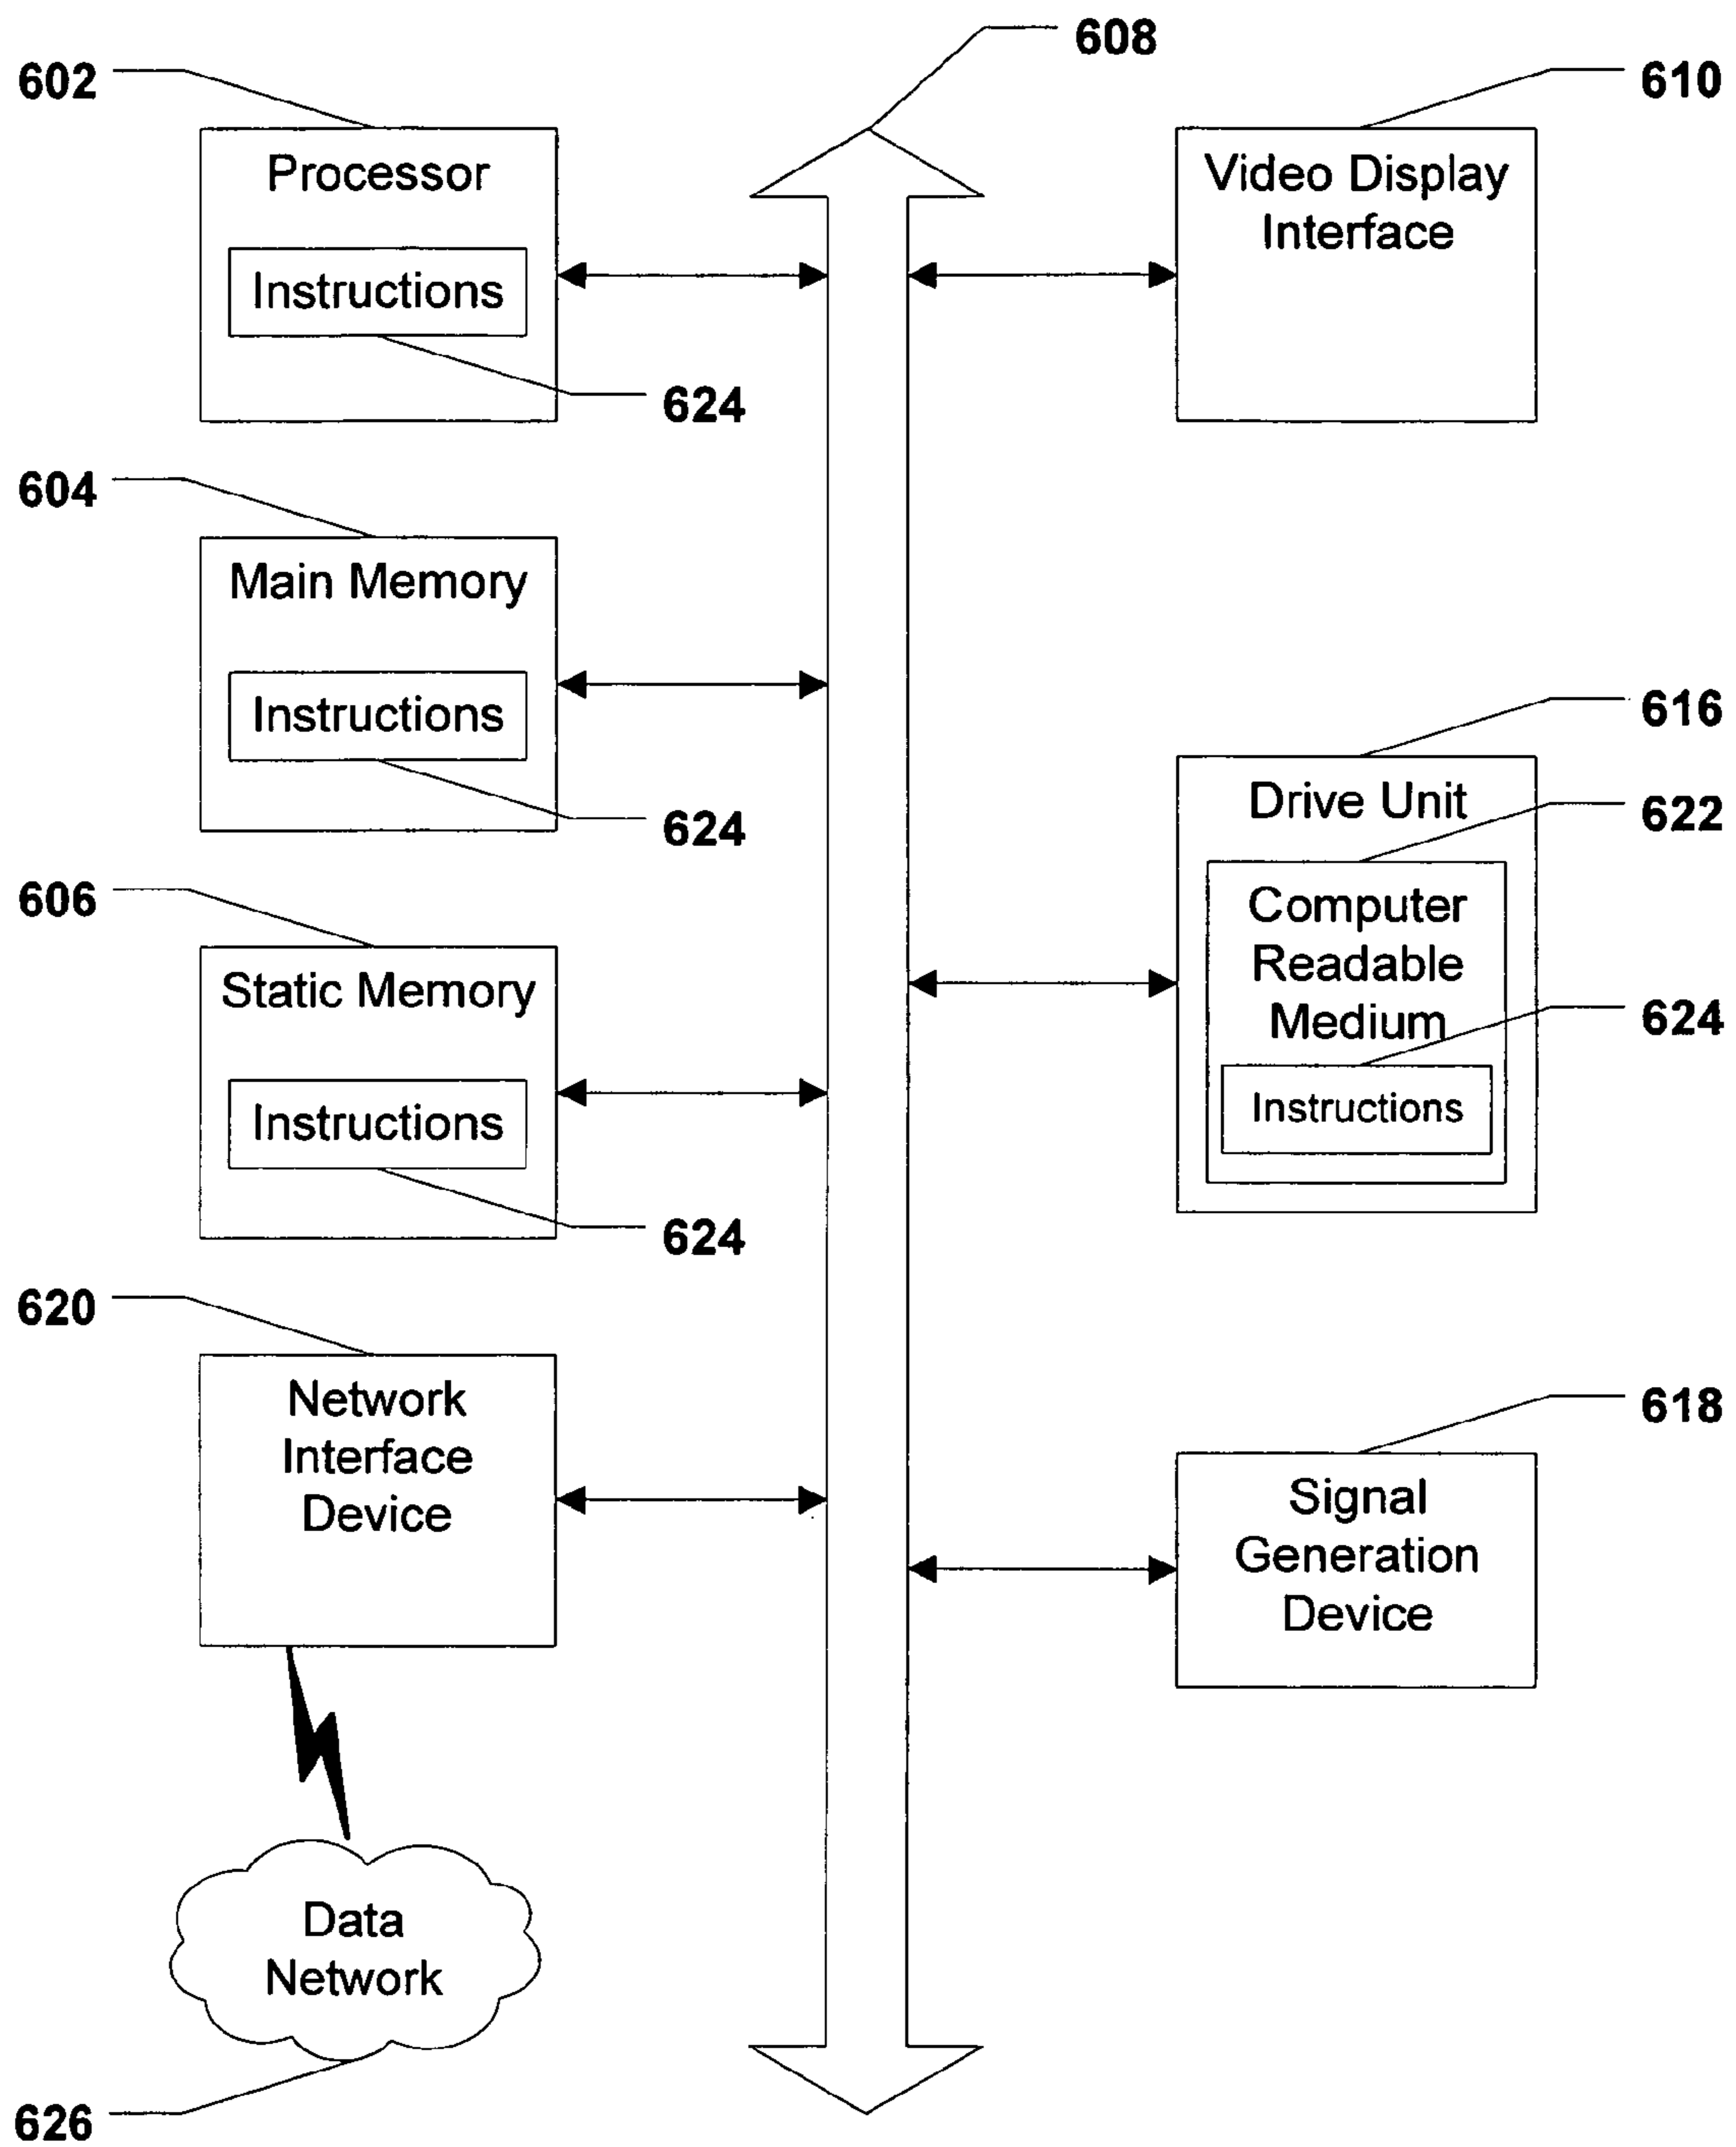 608
602
610
Processor
Instructions
624
Video Display
Interface
604
Main Memory
Instructions
624
616
Drive Unit
622
Computer
Readable
Medium
624
Instructions
606
Static Memory
Instructions
624
620
Network
Interface
Device
618
Signal
Generation
Device
Data
Network
626